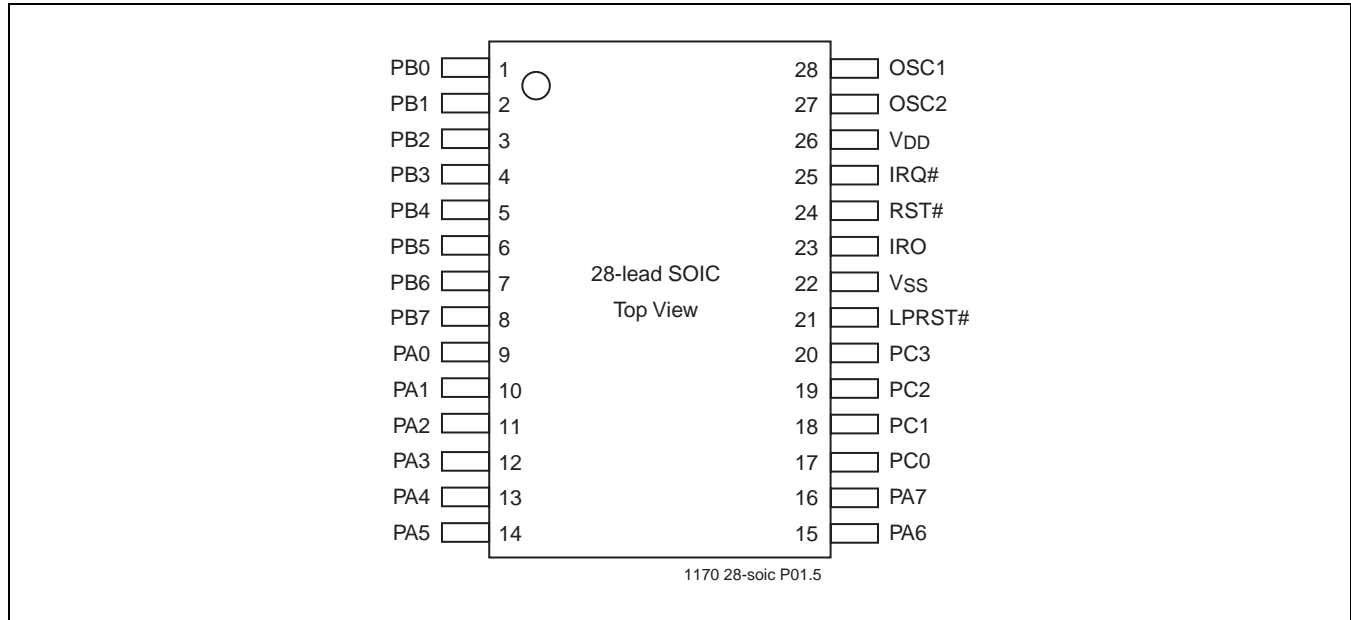 PB0 1 28 OSC1
PB1 2 27 OSC2
PB2 3 26 VDD
PB3 4 25 IRQ#
PB4 5 24 RST#
PB5 6 23 IRO
PB6 7 28-lead SOIC 22 VSS
PB7 8 Top View 21 LPRST#
PA0 9 20 PC3
PA1 10 19 PC2
PA2 11 18 PC1
PA3 12 17 PC0
PA4 13 16 PA7
PA5 14 15 PA6
1170 28-soic P01.5